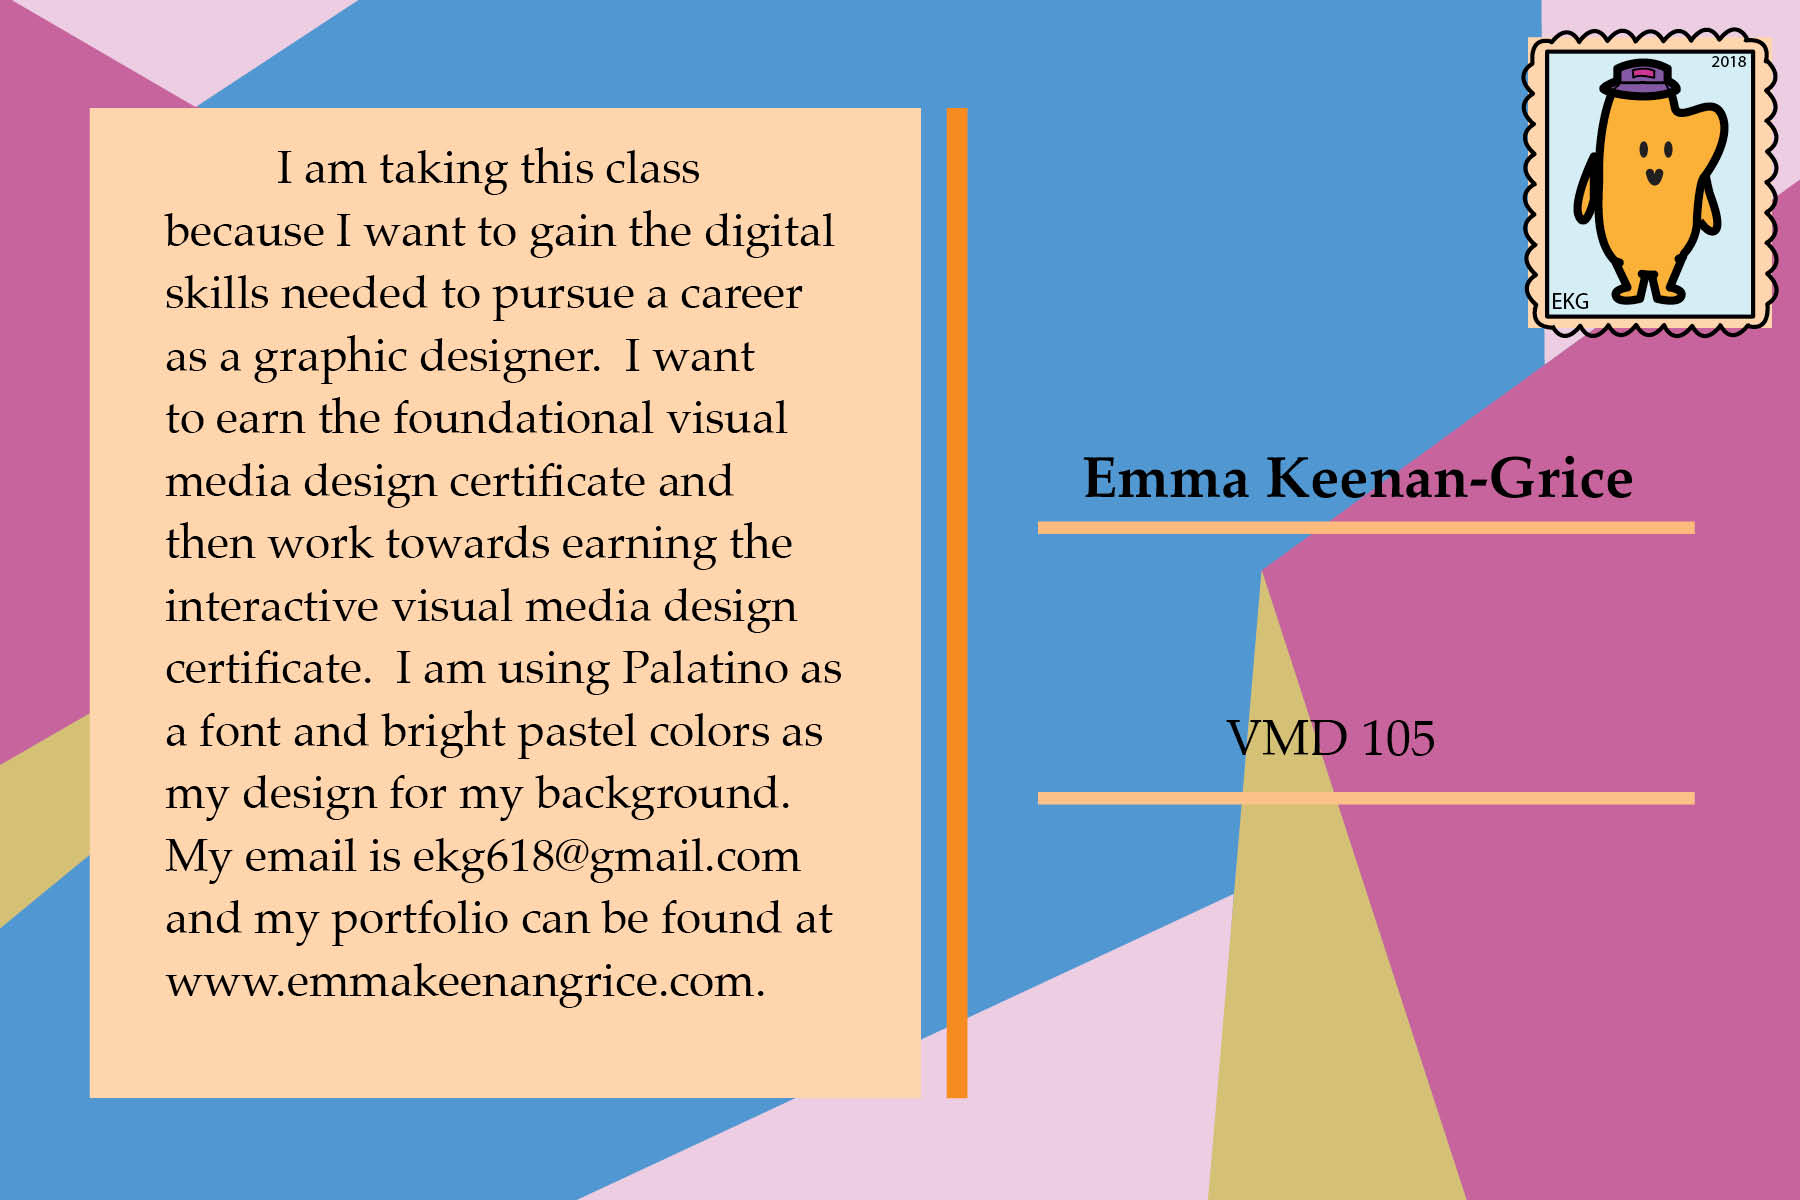 I am taking this class
because I want to gain the digital
skills needed to pursue a career
as a graphic designer.  I want
to earn the foundational visual
media design certificate and
then work towards earning the
interactive visual media design
certificate.  I am using Palatino as
a font and bright pastel colors as
my design for my background.
My email is ekg618@gmail.com
and my portfolio can be found at
www.emmakeenangrice.com.
2018
EKG
Emma Keenan-Grice
VMD 105